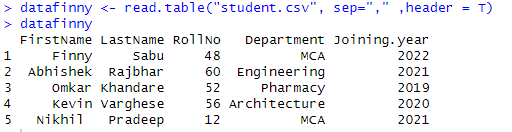 > datafinny <- read.table("student.csv", sep="," ,header = T)
> datafinny
FirstName LastName RollNo Department Joining.year
1 Finny Sabu 48 MCA 2022
2 Abhishek Rajbhar 60 Engineering 2021
3 Omkar Khandare 52 Pharmacy 2019
4 Kevin Varghese 56 Architecture 2020
5 Nikhil Pradeep 12 MCA 2021